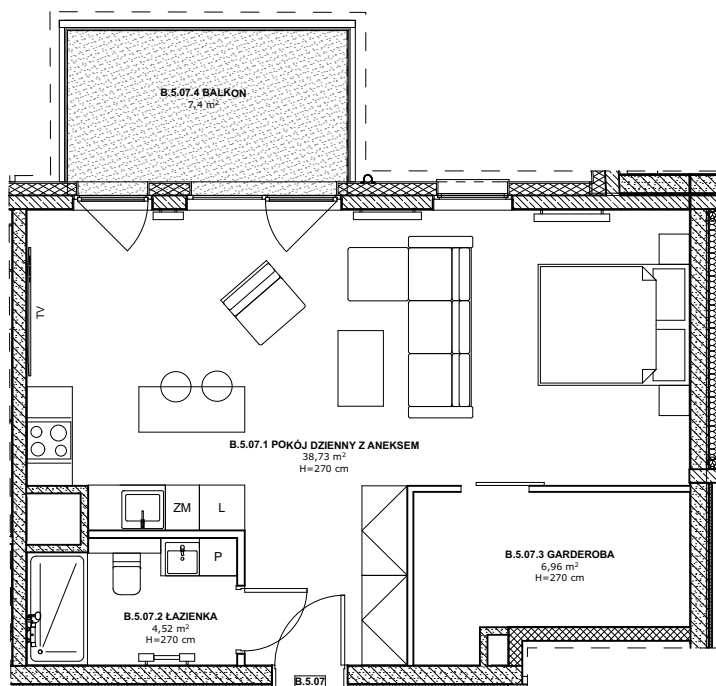 B.5.07.4 BALKON
7,4 m²
TV
B.5.07.1 POKÓJ DZIENNY Z ANEKSEM
38,73 m²
H=270 cm
ZM
L
P
B.5.07.3 GARDEROBA
6,96 m²
H=270 cm
B.5.07.2 ŁAZIENKA
4,52 m²
H=270 cm
B.5.07